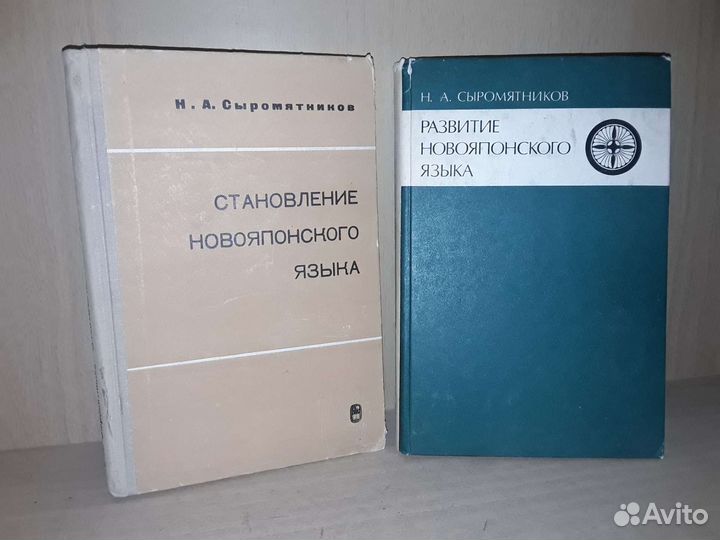 Н. А. Сыромятников
СТАНОВЛЕНИЕ
НОВОЯПОНСКОГО
ЯЗЫКА
Н. А. СЫРОМЯТНИКОВ
РАЗВИТИЕ
НОВОЯПОНСКОГО
ЯЗЫКА
Avito